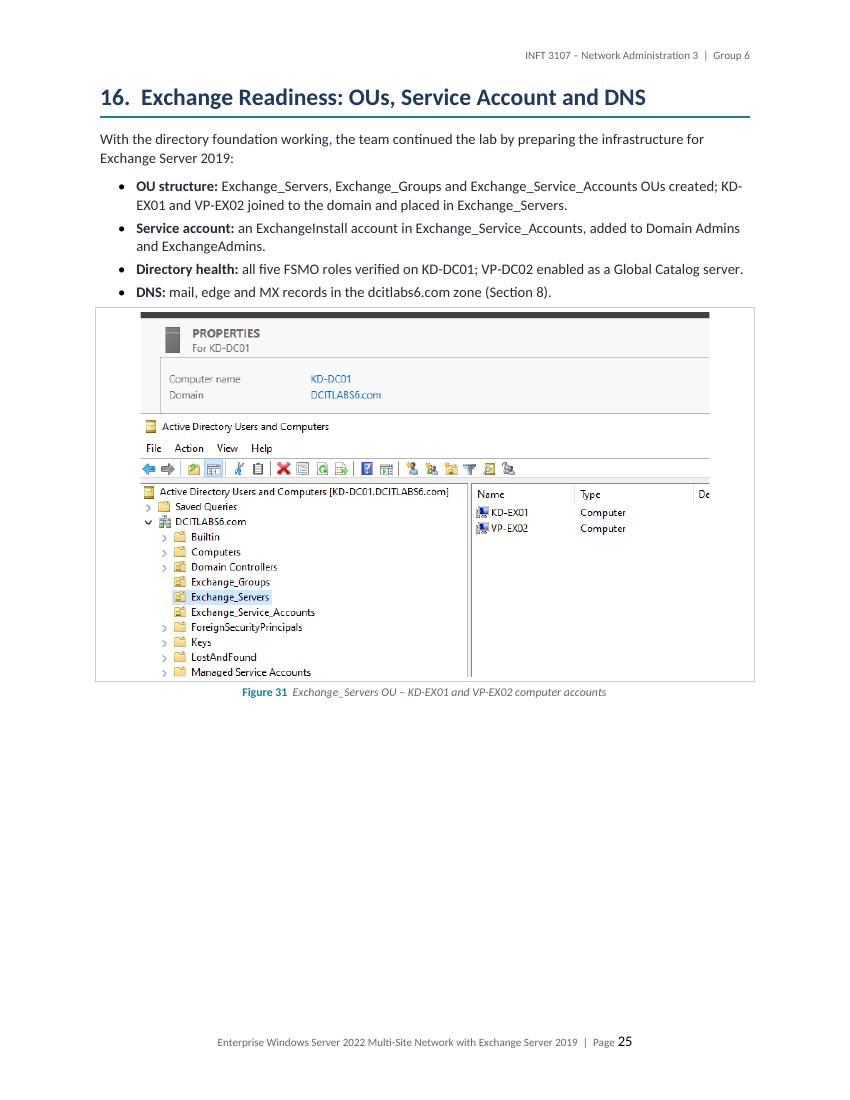 INFT 3107 – Network Administration 3 | Group 6
16. Exchange Readiness: OUs, Service Account and DNS
With the directory foundation working, the team continued the lab by preparing the infrastructure for
Exchange Server 2019:
• OU structure: Exchange_Servers, Exchange_Groups and Exchange_Service_Accounts OUs created; KD-
EX01 and VP-EX02 joined to the domain and placed in Exchange_Servers.
• Service account: an ExchangeInstall account in Exchange_Service_Accounts, added to Domain Admins
and ExchangeAdmins.
• Directory health: all five FSMO roles verified on KD-DC01; VP-DC02 enabled as a Global Catalog server.
• DNS: mail, edge and MX records in the dcitlabs6.com zone (Section 8).
PROPERTIES
For KD-DC01
Computer name KD-DC01
Domain DCITLABS6.com
Active Directory Users and Computers
File Action View Help
Active Directory Users and Computers [KD-DC01.DCITLABS6.com]
Saved Queries
DCITLABS6.com
Builtin
Computers
Domain Controllers
Exchange_Groups
Exchange_Servers
Exchange_Service_Accounts
ForeignSecurityPrincipals
Keys
LostAndFound
Managed Service Accounts
Name Type De
KD-EX01 Computer
VP-EX02 Computer
Figure 31 Exchange_Servers OU – KD-EX01 and VP-EX02 computer accounts
Enterprise Windows Server 2022 Multi-Site Network with Exchange Server 2019 | Page 25